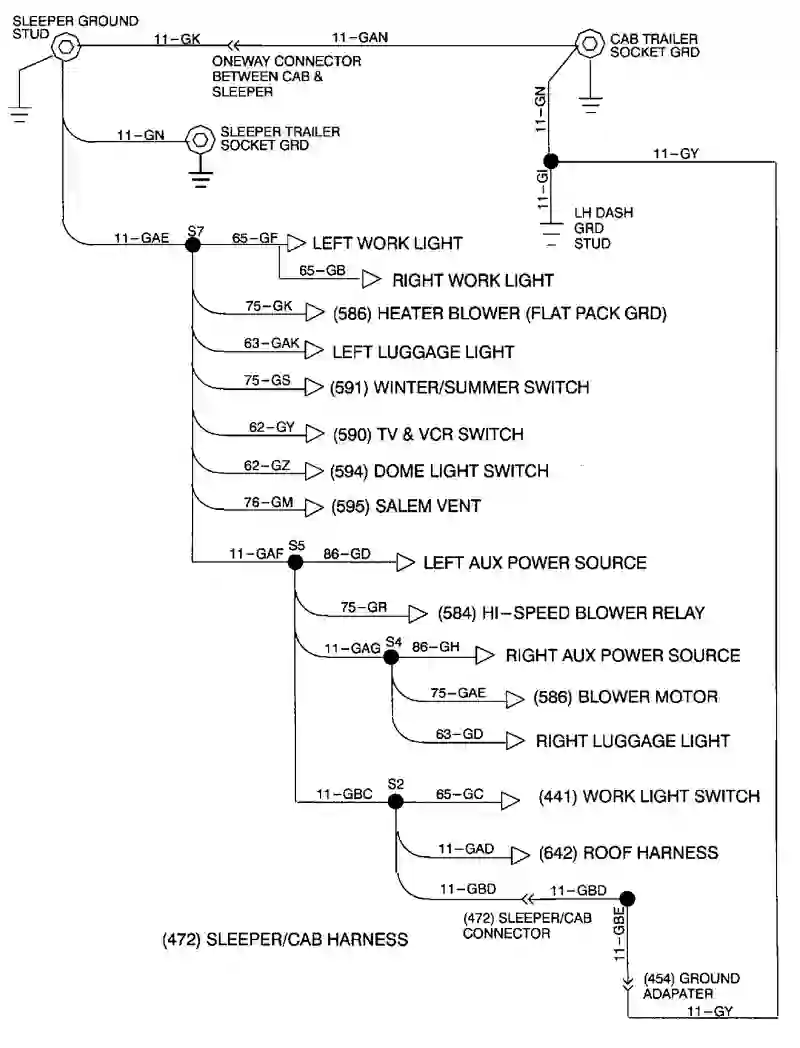 SLEEPER GROUND
STUD
11-GK
11-GAN
CAB TRAILER
SOCKET GRD
ONEWAY CONNECTOR
BETWEEN CAB &
SLEEPER
11-GN
11-GN
SLEEPER TRAILER
SOCKET GRD
11-GY
11-GI
LH DASH
GRD
STUD
11-GAE
S7
65-GF
LEFT WORK LIGHT
65-GB
RIGHT WORK LIGHT
75-GK
(586) HEATER BLOWER (FLAT PACK GRD)
63-GAK
LEFT LUGGAGE LIGHT
75-GS
(591) WINTER/SUMMER SWITCH
62-GY
(590) TV & VCR SWITCH
62-GZ
(594) DOME LIGHT SWITCH
76-GM
(595) SALEM VENT
11-GAF
S5
86-GD
LEFT AUX POWER SOURCE
75-GR
(584) HI-SPEED BLOWER RELAY
11-GAG
S4
86-GH
RIGHT AUX POWER SOURCE
75-GAE
(586) BLOWER MOTOR
63-GD
RIGHT LUGGAGE LIGHT
11-GBC
S2
65-GC
(441) WORK LIGHT SWITCH
11-GAD
(642) ROOF HARNESS
11-GBD
11-GBD
(472) SLEEPER/CAB
CONNECTOR
11-GBE
(472) SLEEPER/CAB HARNESS
(454) GROUND
ADAPATER
11-GY